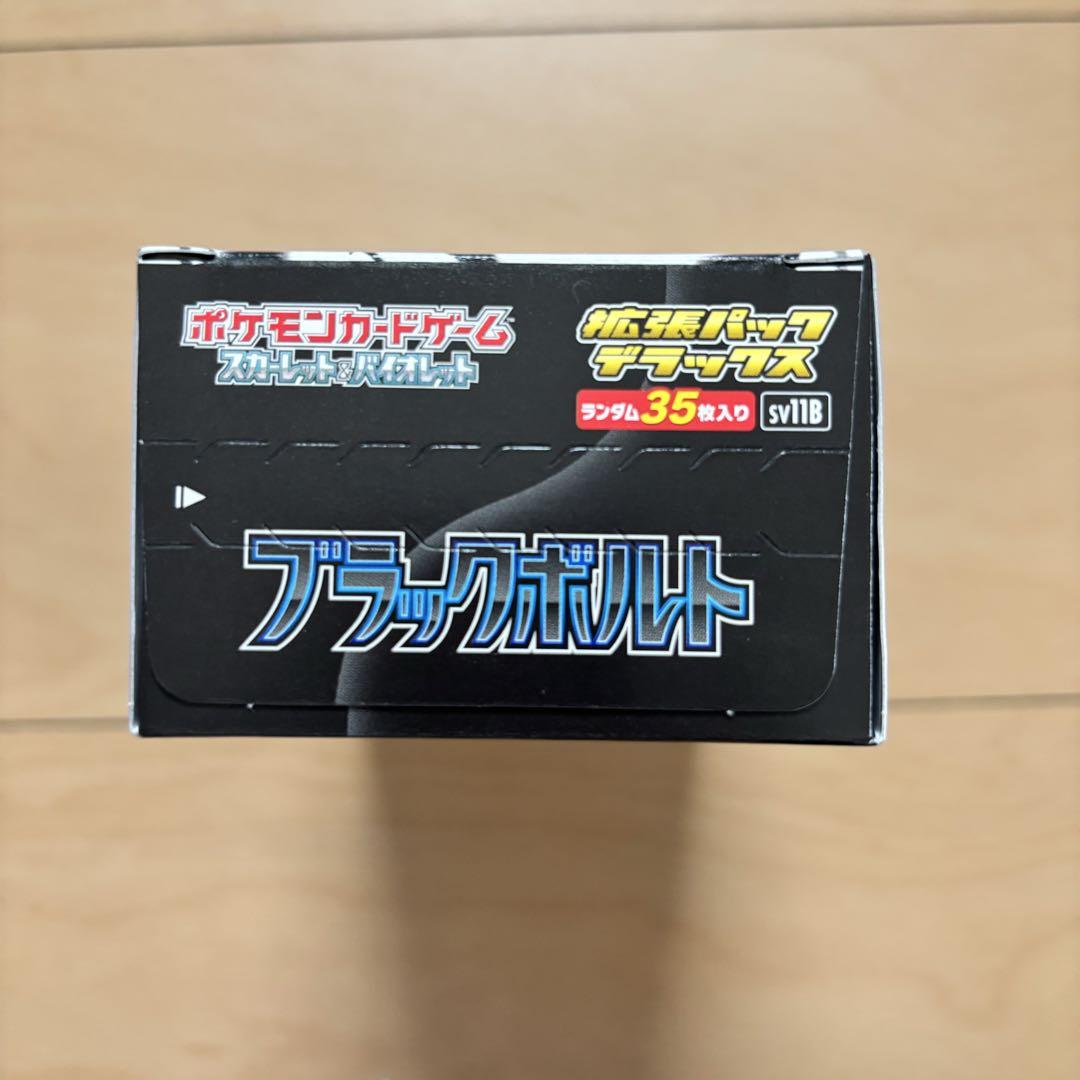 ポケモンカードゲーム
スカーレット&バイオレット
拡張パック
デラックス
ランダム35枚入り
sv11B
ブラックボルト